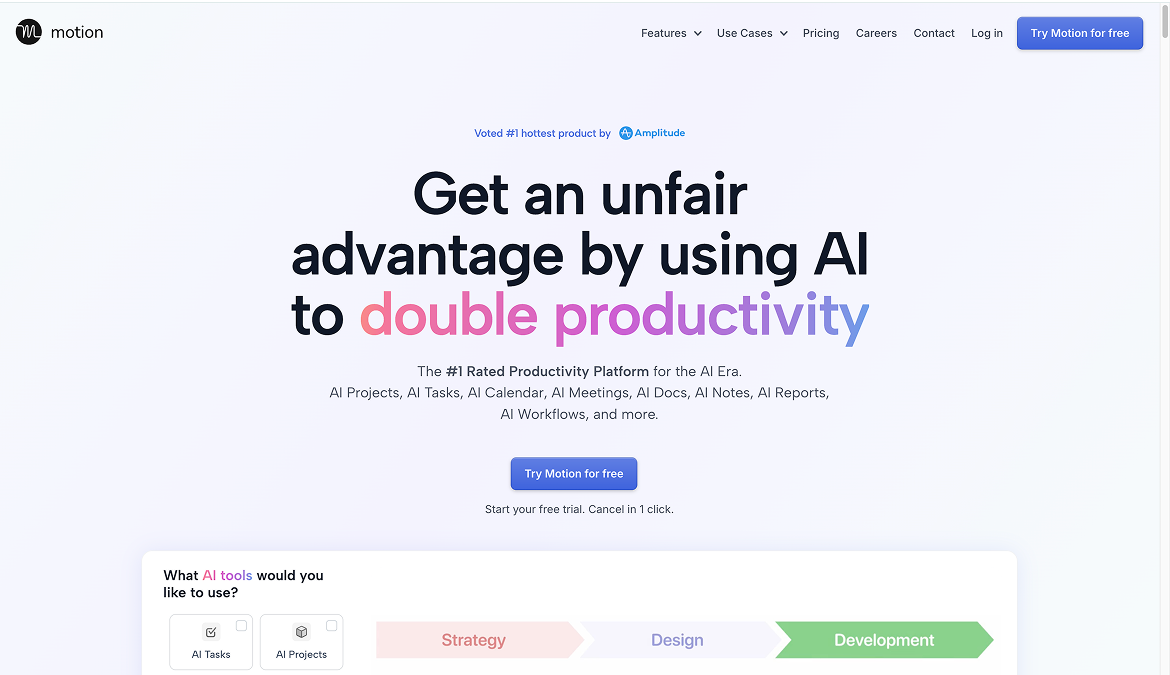 motion
Features
Use Cases
Pricing
Careers
Contact
Log in
Try Motion for free
Voted #1 hottest product by Amplitude
Get an unfair
advantage by using AI
to double productivity
The #1 Rated Productivity Platform for the AI Era.
AI Projects, AI Tasks, AI Calendar, AI Meetings, AI Docs, AI Notes, AI Reports,
AI Workflows, and more.
Try Motion for free
Start your free trial. Cancel in 1 click.
What AI tools would you
like to use?
AI Tasks
AI Projects
Strategy
Design
Development